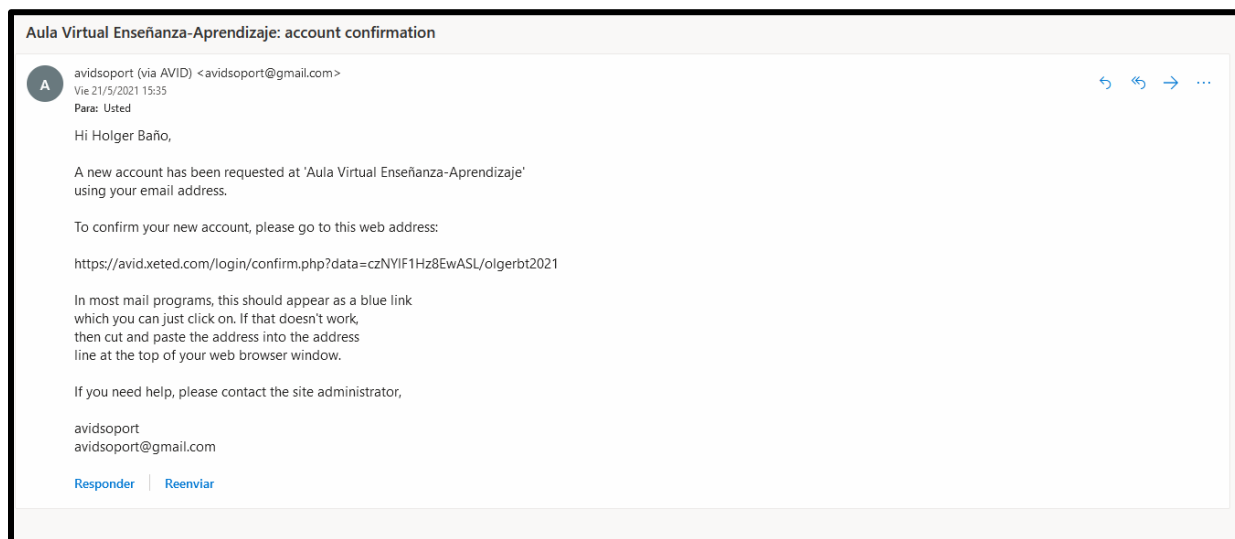 Aula Virtual Enseñanza-Aprendizaje: account confirmation
A
avidsoport (via AVID) <avidsoport@gmail.com>
Vie 21/5/2021 15:35
Para: Usted
Hi Holger Baño,
A new account has been requested at 'Aula Virtual Enseñanza-Aprendizaje'
using your email address.
To confirm your new account, please go to this web address:
https://avid.xeted.com/login/confirm.php?data=czNYlF1Hz8EwASL/olgerbt2021
In most mail programs, this should appear as a blue link
which you can just click on. If that doesn't work,
then cut and paste the address into the address
line at the top of your web browser window.
If you need help, please contact the site administrator,
avidsoport
avidsoport@gmail.com
Responder Reenviar